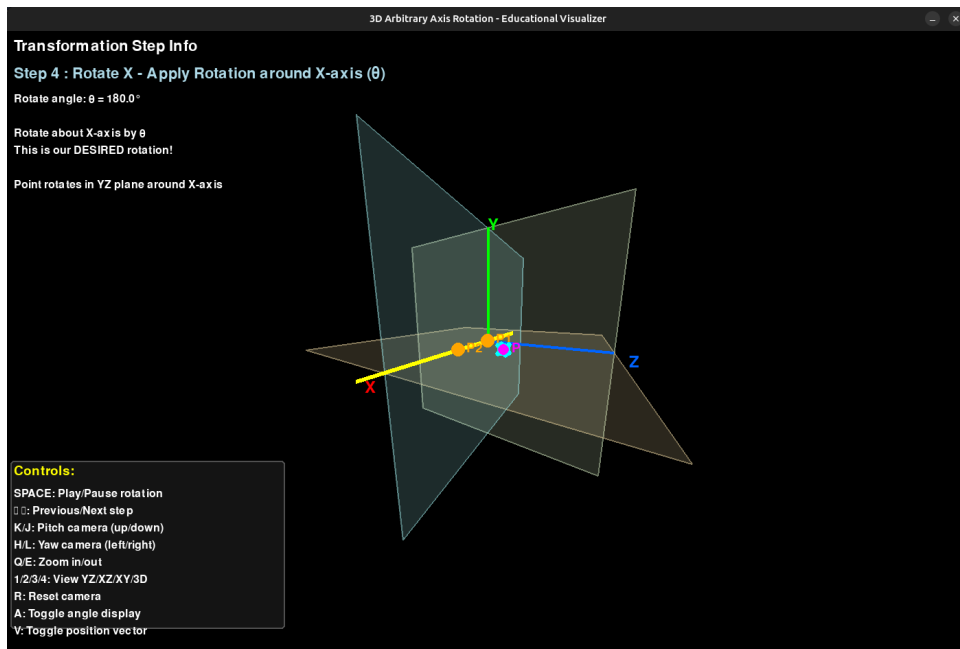 3D Arbitrary Axis Rotation - Educational Visualizer
Transformation Step Info
Step 4 : Rotate X - Apply Rotation around X-axis (θ)
Rotate angle: θ = 180.0°
Rotate about X-axis by θ
This is our DESIRED rotation!
Point rotates in YZ plane around X-axis
Y
P2
Z
X
Controls:
SPACE: Play/Pause rotation
▯ ▯: Previous/Next step
K/J: Pitch camera (up/down)
H/L: Yaw camera (left/right)
Q/E: Zoom in/out
1/2/3/4: View YZ/XZ/XY/3D
R: Reset camera
A: Toggle angle display
V: Toggle position vector